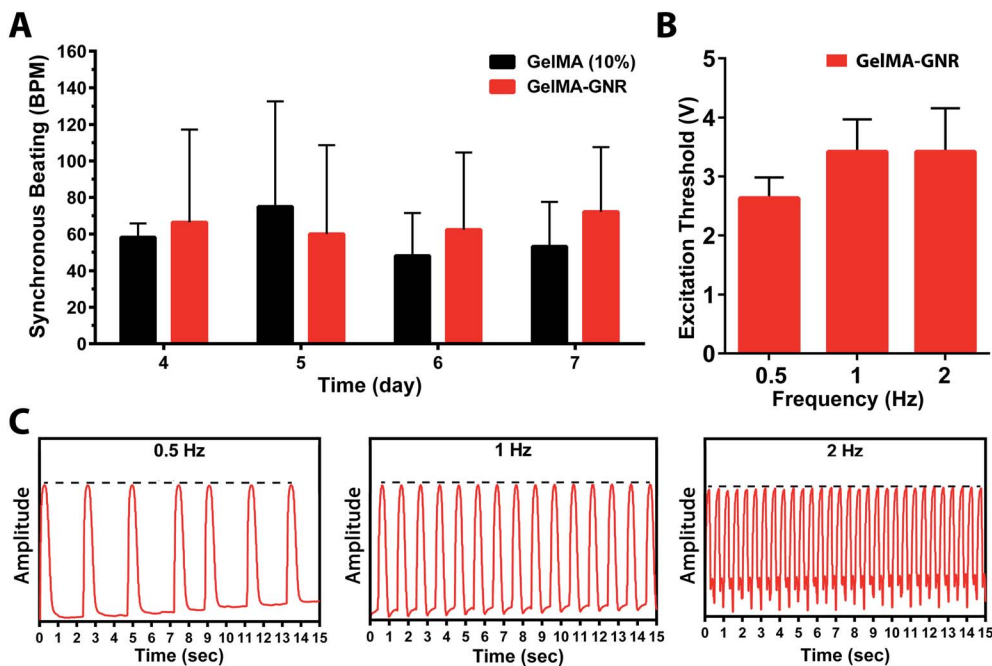 A
Synchronous Beating (BPM)
160
140
120
100
80
60
40
20
0
GelMA (10%)
GelMA-GNR
4 5 6 7
Time (day)
B
Excitation Threshold (V)
5
4
3
2
1
0
GelMA-GNR
0.5 1 2
Frequency (Hz)
C
0.5 Hz
Amplitude
0 1 2 3 4 5 6 7 8 9 10 11 12 13 14 15
Time (sec)
1 Hz
Amplitude
0 1 2 3 4 5 6 7 8 9 10 11 12 13 14 15
Time (sec)
2 Hz
Amplitude
0 1 2 3 4 5 6 7 8 9 10 11 12 13 14 15
Time (sec)